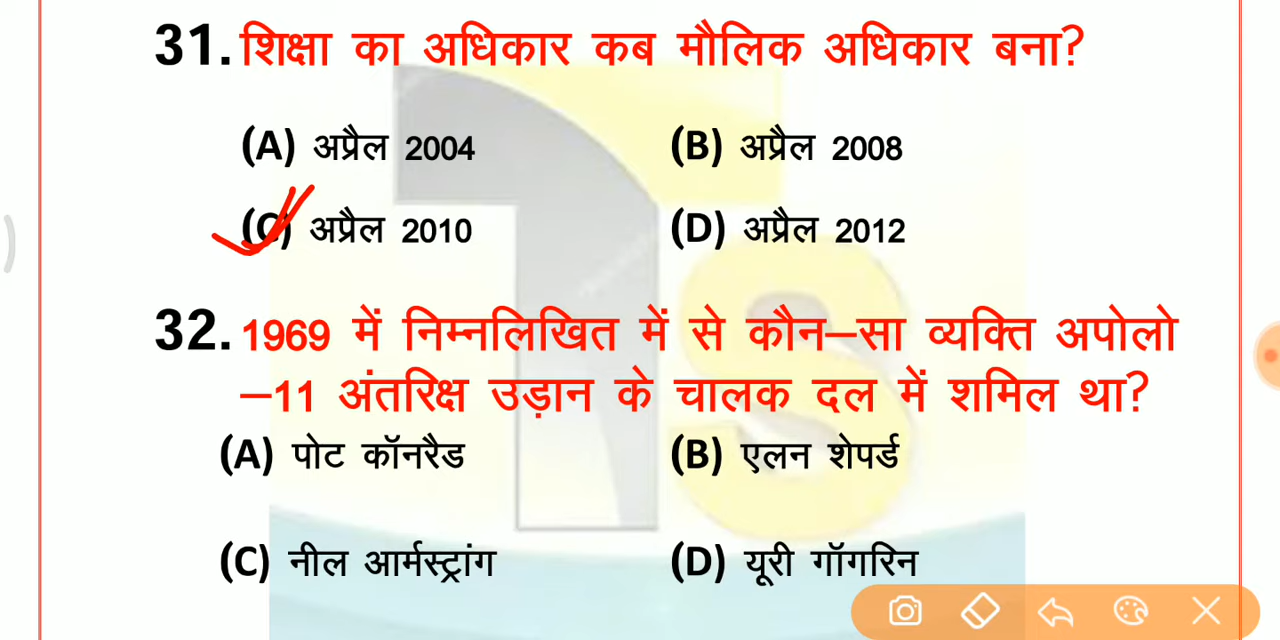 31. शिक्षा का अधिकार कब मौलिक अधिकार बना?
(A) अप्रैल 2004 (B) अप्रैल 2008
(C) अप्रैल 2010 (D) अप्रैल 2012
32. 1969 में निम्नलिखित में से कौन–सा व्यक्ति अपोलो
–11 अंतरिक्ष उड़ान के चालक दल में शमिल था?
(A) पोट कॉनरैड (B) एलन शेपर्ड
(C) नील आर्मस्ट्रांग (D) यूरी गॉगरिन